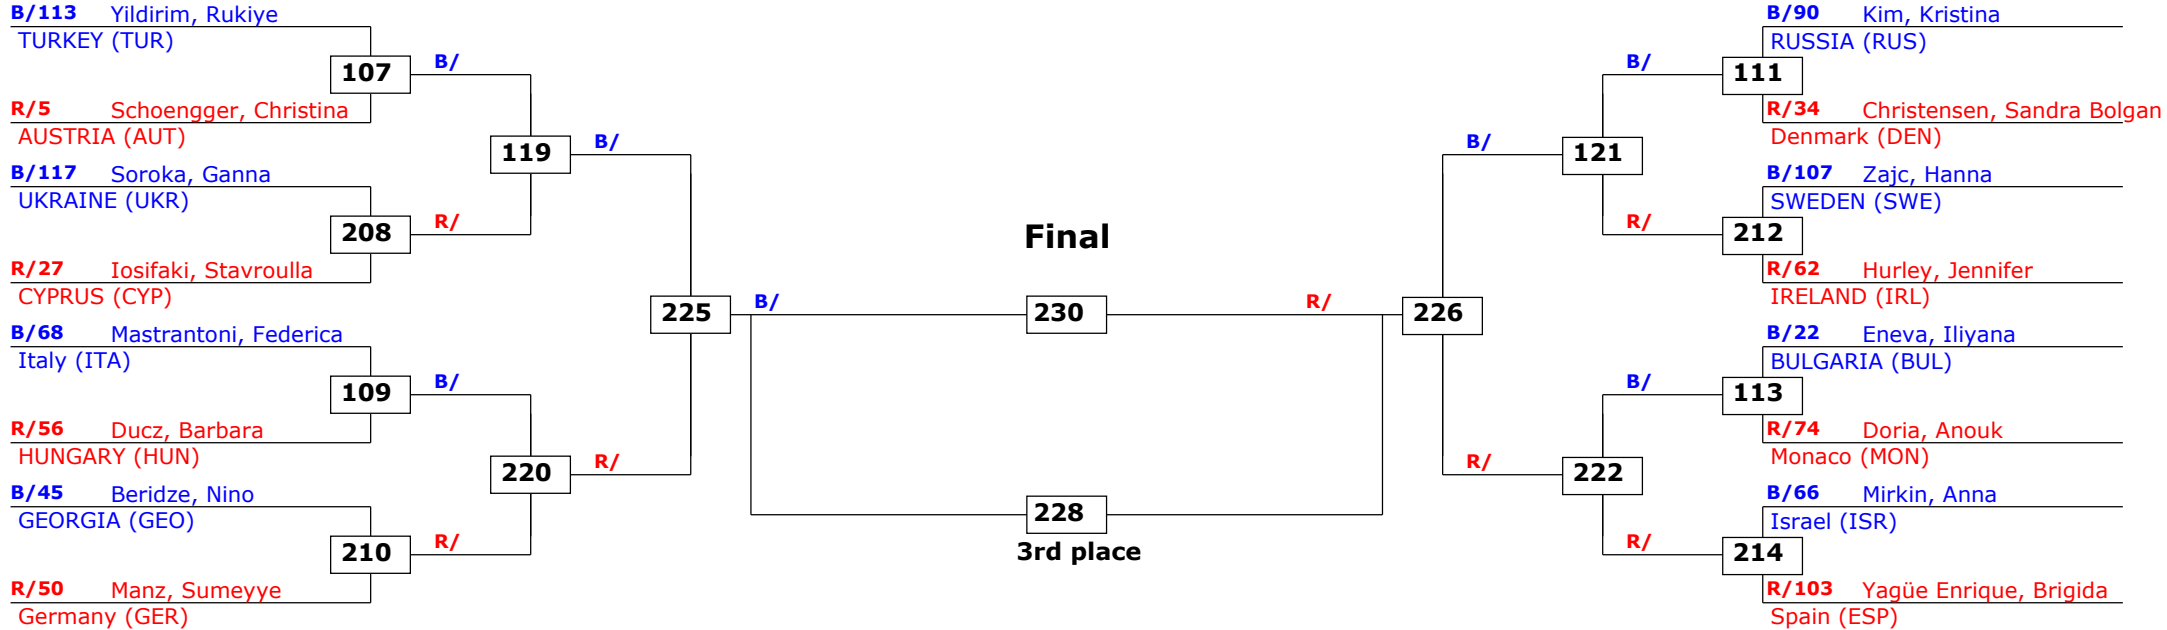 B/113 Yildirim, Rukiye
TURKEY (TUR)
107
B/
R/5 Schoengger, Christina
AUSTRIA (AUT)
119
B/
B/117 Soroka, Ganna
UKRAINE (UKR)
208
R/
R/27 Iosifaki, Stavroulla
CYPRUS (CYP)
225
B/
B/68 Mastrantoni, Federica
Italy (ITA)
109
B/
R/56 Ducz, Barbara
HUNGARY (HUN)
220
R/
B/45 Beridze, Nino
GEORGIA (GEO)
210
R/
R/50 Manz, Sumeyye
Germany (GER)
Final
230
228
3rd place
B/90 Kim, Kristina
RUSSIA (RUS)
B/
111
R/34 Christensen, Sandra Bolgan
Denmark (DEN)
B/
121
B/107 Zajc, Hanna
SWEDEN (SWE)
R/
212
R/62 Hurley, Jennifer
IRELAND (IRL)
R/
226
B/22 Eneva, Iliyana
BULGARIA (BUL)
B/
113
R/74 Doria, Anouk
Monaco (MON)
R/
222
B/66 Mirkin, Anna
Israel (ISR)
R/
214
R/103 Yagüe Enrique, Brigida
Spain (ESP)